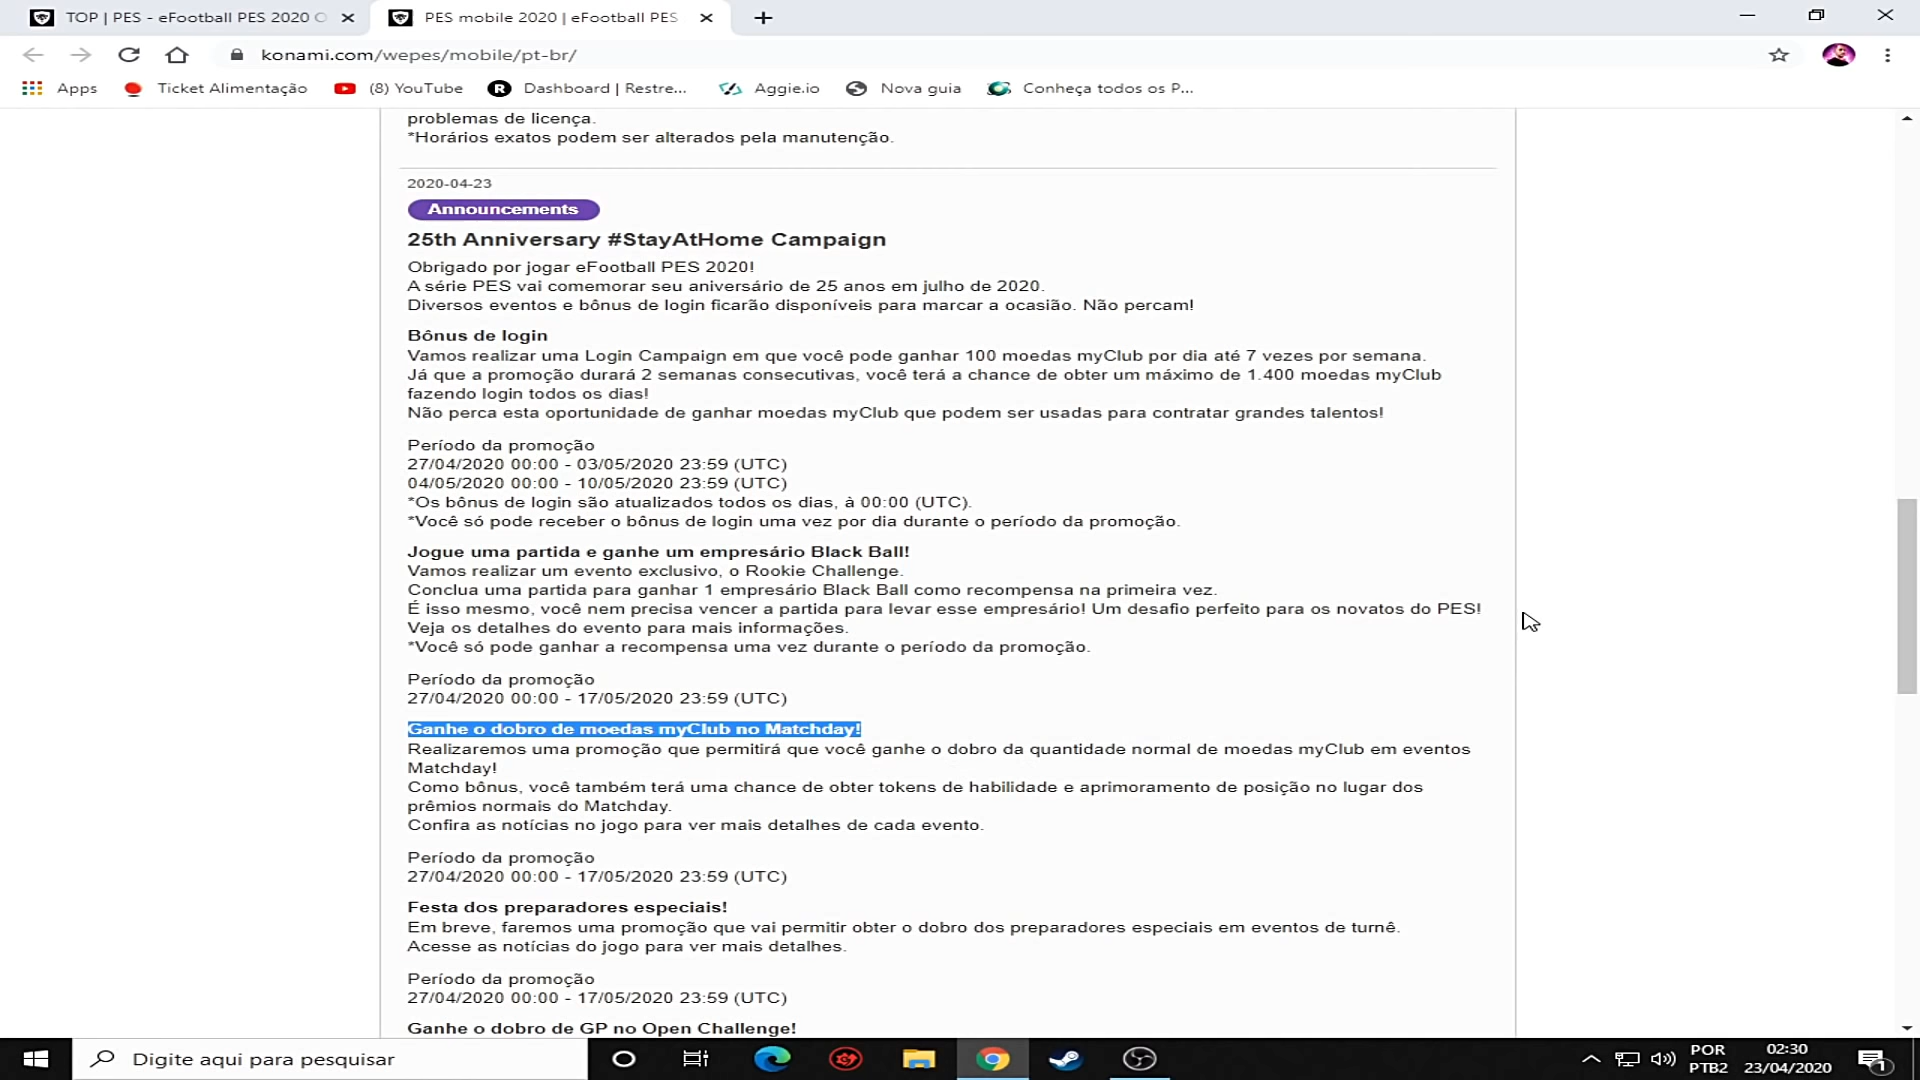 TOP | PES - eFootball PES 2020 O
PES mobile 2020 | eFootball PES
konami.com/wepes/mobile/pt-br/
Apps
Ticket Alimentação
(8) YouTube
Dashboard | Restre...
Aggie.io
Nova guia
Conheça todos os P...
problemas de licença.
*Horários exatos podem ser alterados pela manutenção.
2020-04-23
Announcements
25th Anniversary #StayAtHome Campaign
Obrigado por jogar eFootball PES 2020!
A série PES vai comemorar seu aniversário de 25 anos em julho de 2020.
Diversos eventos e bônus de login ficarão disponíveis para marcar a ocasião. Não percam!
Bônus de login
Vamos realizar uma Login Campaign em que você pode ganhar 100 moedas myClub por dia até 7 vezes por semana.
Já que a promoção durará 2 semanas consecutivas, você terá a chance de obter um máximo de 1.400 moedas myClub
fazendo login todos os dias!
Não perca esta oportunidade de ganhar moedas myClub que podem ser usadas para contratar grandes talentos!
Período da promoção
27/04/2020 00:00 - 03/05/2020 23:59 (UTC)
04/05/2020 00:00 - 10/05/2020 23:59 (UTC)
*Os bônus de login são atualizados todos os dias, à 00:00 (UTC).
*Você só pode receber o bônus de login uma vez por dia durante o período da promoção.
Jogue uma partida e ganhe um empresário Black Ball!
Vamos realizar um evento exclusivo, o Rookie Challenge.
Conclua uma partida para ganhar 1 empresário Black Ball como recompensa na primeira vez.
É isso mesmo, você nem precisa vencer a partida para levar esse empresário! Um desafio perfeito para os novatos do PES!
Veja os detalhes do evento para mais informações.
*Você só pode ganhar a recompensa uma vez durante o período da promoção.
Período da promoção
27/04/2020 00:00 - 17/05/2020 23:59 (UTC)
Ganhe o dobro de moedas myClub no Matchday!
Realizaremos uma promoção que permitirá que você ganhe o dobro da quantidade normal de moedas myClub em eventos
Matchday!
Como bônus, você também terá uma chance de obter tokens de habilidade e aprimoramento de posição no lugar dos
prêmios normais do Matchday.
Confira as notícias no jogo para ver mais detalhes de cada evento.
Período da promoção
27/04/2020 00:00 - 17/05/2020 23:59 (UTC)
Festa dos preparadores especiais!
Em breve, faremos uma promoção que vai permitir obter o dobro dos preparadores especiais em eventos de turnê.
Acesse as notícias do jogo para ver mais detalhes.
Período da promoção
27/04/2020 00:00 - 17/05/2020 23:59 (UTC)
Ganhe o dobro de GP no Open Challenge!
Digite aqui para pesquisar
POR
PTB2
02:30
23/04/2020
1